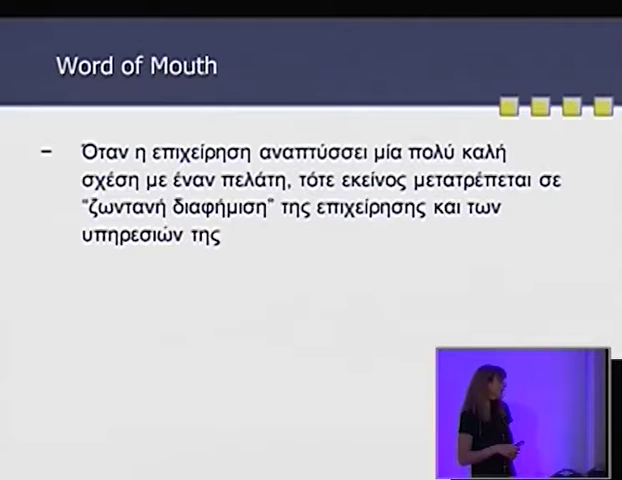 Word of Mouth
– Όταν η επιχείρηση αναπτύσσει μία πολύ καλή
σχέση με έναν πελάτη, τότε εκείνος μετατρέπεται σε
“ζωντανή διαφήμιση” της επιχείρησης και των
υπηρεσιών της